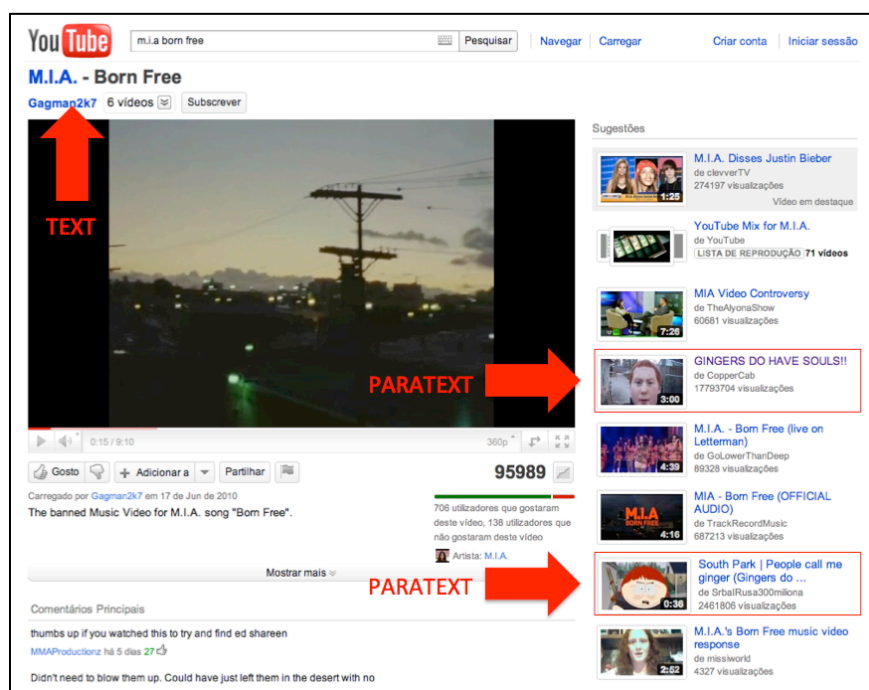 YouTube
m.i.a born free
Pesquisar
Navegar
Carregar
Criar conta
Iniciar sessão
M.I.A. - Born Free
Gagman2k7
6 vídeos
Subscrever
TEXT
0:15 / 9:10
360p
Gosto
Adicionar a
Partilhar
95989
Carregado por Gagman2k7 em 17 de Jun de 2010
The banned Music Video for M.I.A. song "Born Free".
706 utilizadores que gostaram
deste vídeo, 138 utilizadores que
não gostaram deste vídeo
Artista: M.I.A.
Mostrar mais
Comentários Principais
thumbs up if you watched this to try and find ed shareen
MMAProductionz há 5 dias 27
Didn't need to blow them up. Could have just left them in the desert with no
Sugestões
M.I.A. Disses Justin Bieber
de clevverTV
274197 visualizações
Vídeo em destaque
1:25
YouTube Mix for M.I.A.
de YouTube
LISTA DE REPRODUÇÃO 71 vídeos
MIA Video Controversy
de TheAlyonaShow
60681 visualizações
7:26
PARATEXT
GINGERS DO HAVE SOULS!!
de CopperCab
17793704 visualizações
3:00
M.I.A. - Born Free (live on
Letterman)
de GoLowerThanDeep
89328 visualizações
4:39
MIA - Born Free (OFFICIAL
AUDIO)
de TrackRecordMusic
687213 visualizações
M.I.A
BORN FREE
4:16
PARATEXT
South Park | People call me
ginger (Gingers do ...
de SrbalRusa300miliona
2461806 visualizações
0:36
M.I.A.'s Born Free music video
response
de missiworld
4327 visualizações
2:52